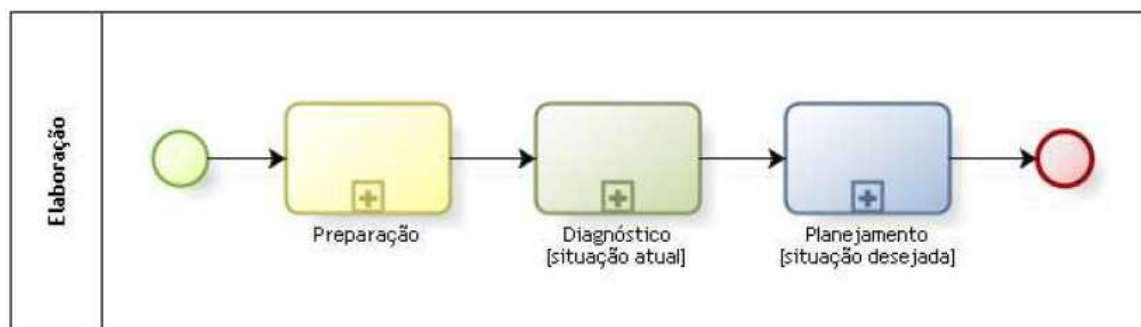 Elaboração
Preparação
Diagnóstico
[situação atual]
Planejamento
[situação desejada]